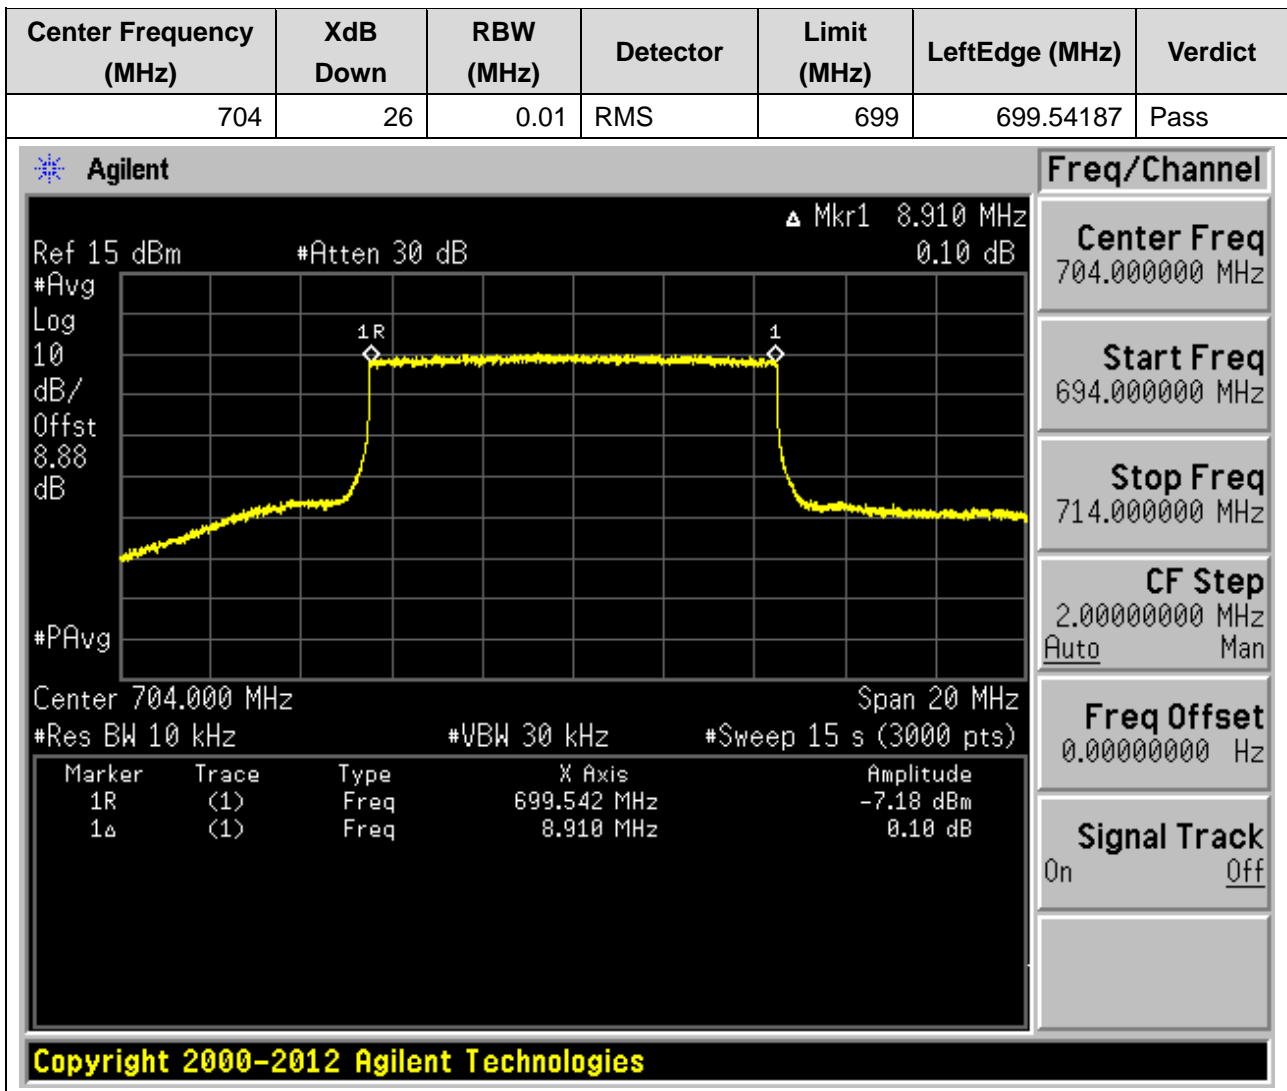 Center Frequency (MHz) XdB Down RBW (MHz) Detector Limit (MHz) LeftEdge (MHz) Verdict
704 26 0.01 RMS 699 699.54187 Pass
Agilent
Freq/Channel
Δ Mkr1 8.910 MHz
Ref 15 dBm #Atten 30 dB 0.10 dB
#Avg
Log
10
dB/
Offst
8.88
dB
1R 1
#PAvg
Center 704.000 MHz Span 20 MHz
#Res BW 10 kHz #VBW 30 kHz #Sweep 15 s (3000 pts)
Marker Trace Type X Axis Amplitude
1R (1) Freq 699.542 MHz -7.18 dBm
1Δ (1) Freq 8.910 MHz 0.10 dB
Center Freq
704.000000 MHz
Start Freq
694.000000 MHz
Stop Freq
714.000000 MHz
CF Step
2.00000000 MHz
Auto Man
Freq Offset
0.00000000 Hz
Signal Track
On Off
Copyright 2000-2012 Agilent Technologies